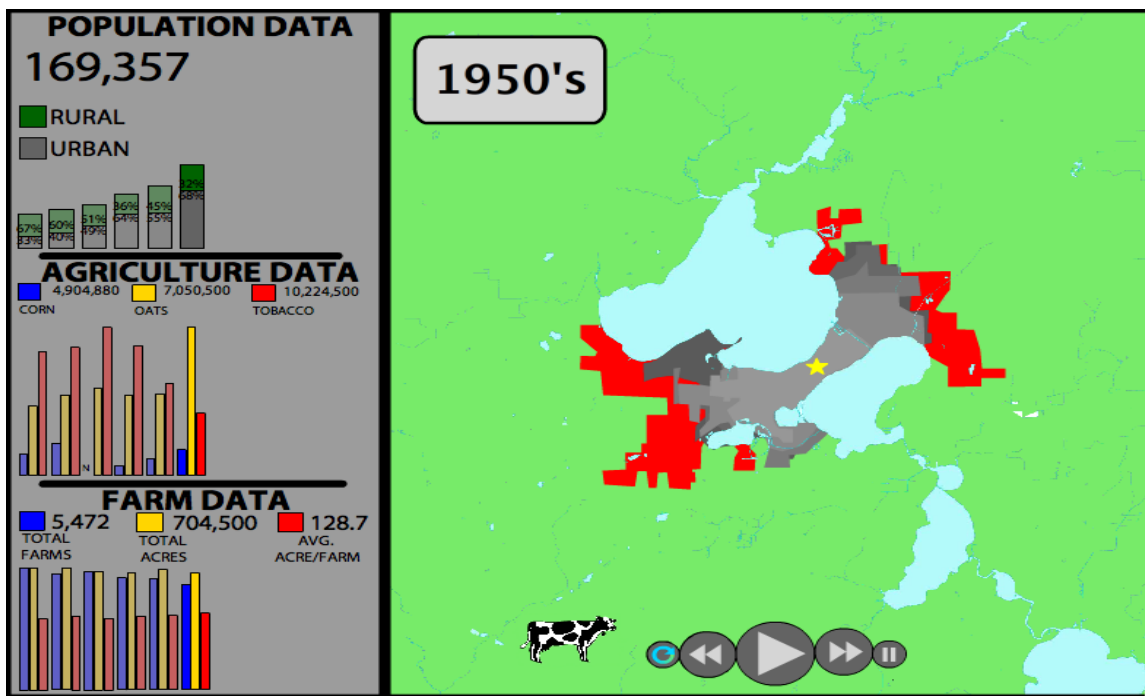 POPULATION DATA
169,357
RURAL
URBAN
67% 60% 51% 36% 45% 32%
33% 40% 49% 64% 55% 68%
AGRICULTURE DATA
4,904,880 7,050,500 10,224,500
CORN OATS TOBACCO
N
FARM DATA
5,472 704,500 128.7
TOTAL FARMS TOTAL ACRES AVG. ACRE/FARM
1950's